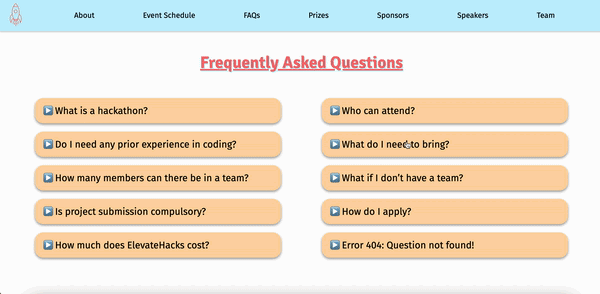 About Event Schedule FAQs Prizes Sponsors Speakers Team
Frequently Asked Questions
What is a hackathon?
Who can attend?
Do I need any prior experience in coding?
What do I need to bring?
How many members can there be in a team?
What if I don’t have a team?
Is project submission compulsory?
How do I apply?
How much does ElevateHacks cost?
Error 404: Question not found!